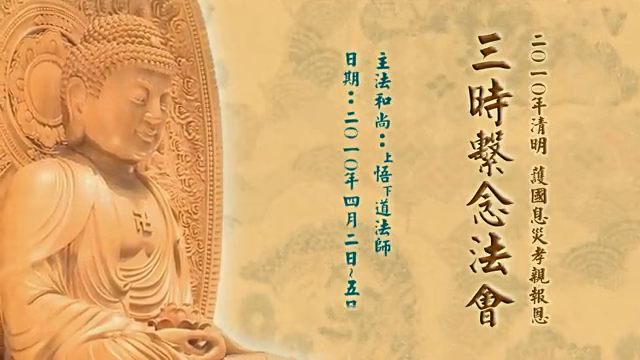 二〇一〇年清明 護國息災孝親報恩
三時繫念法會
主法和尚：上悟下道法師
日期：二〇一〇年四月二日~五日
卍